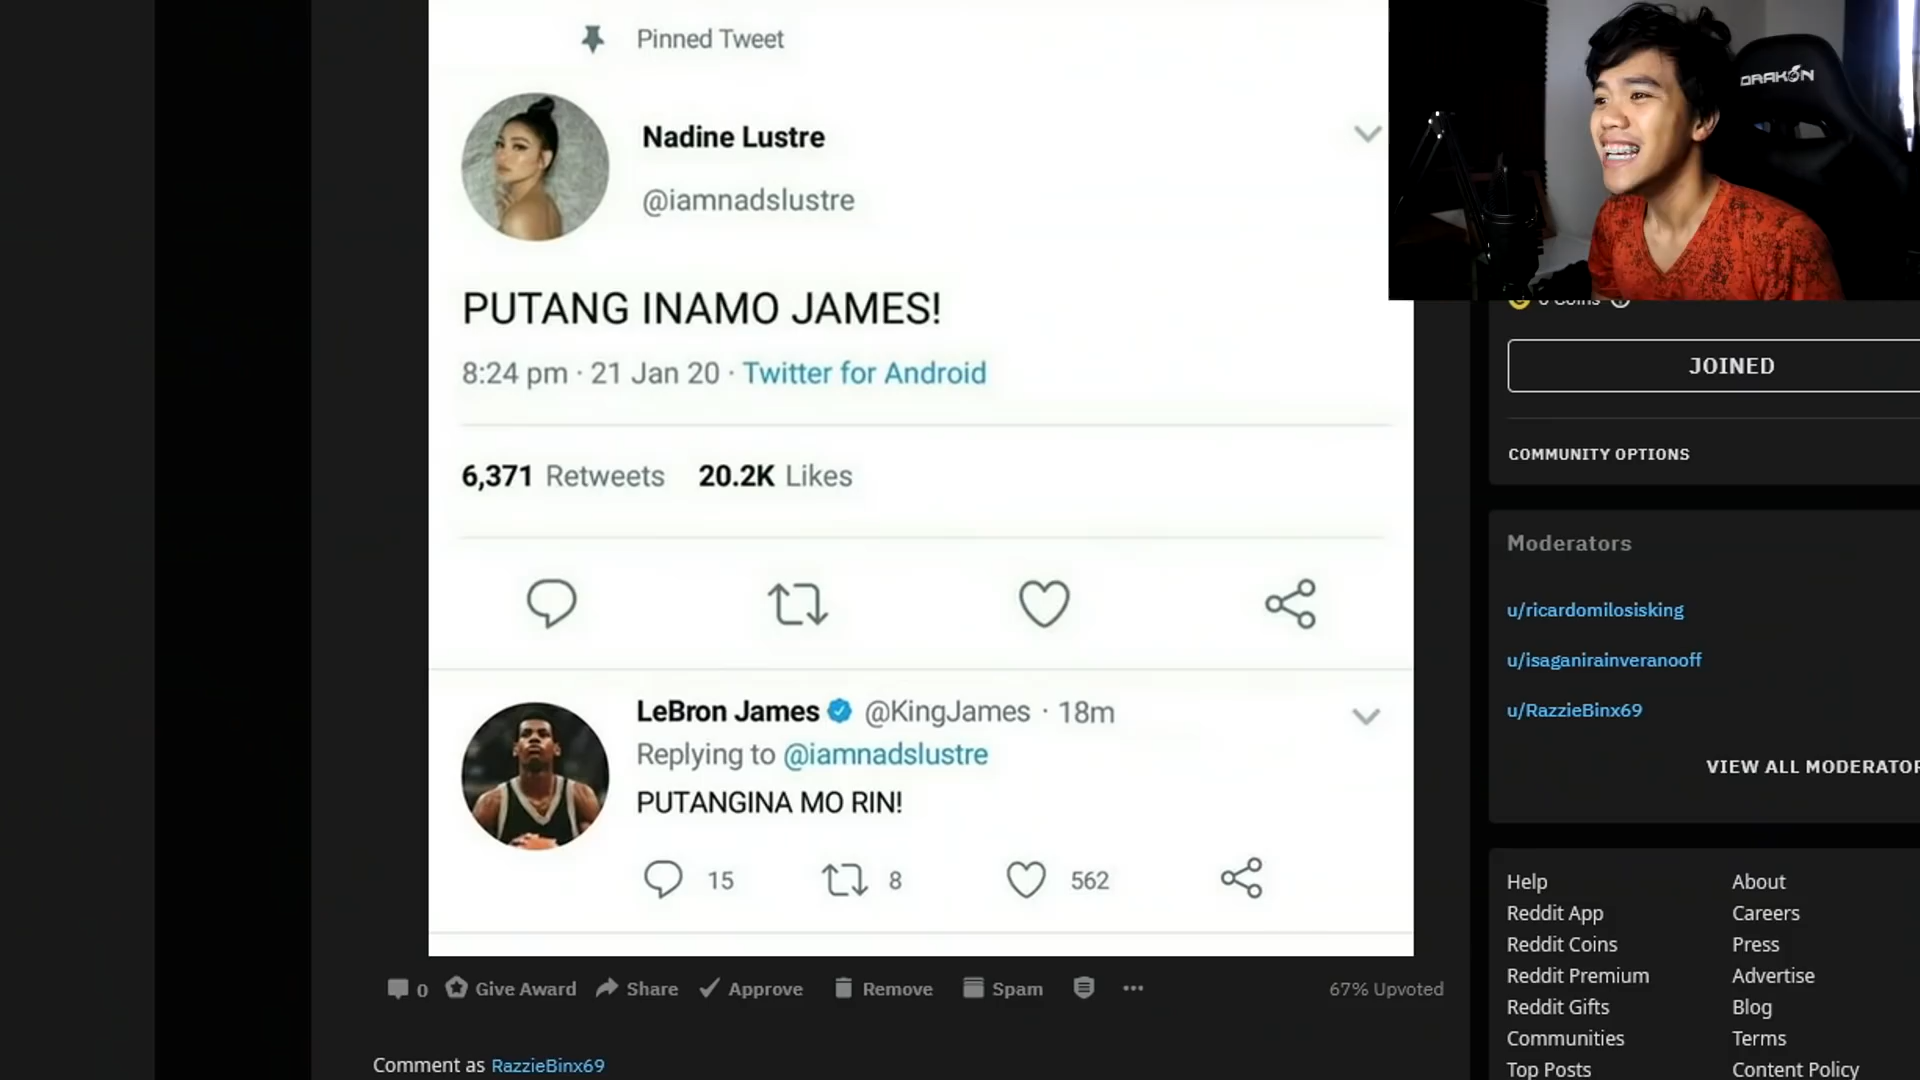 Pinned Tweet
Nadine Lustre
@iamnadslustre
PUTANG INAMO JAMES!
8:24 pm · 21 Jan 20 · Twitter for Android
6,371 Retweets 20.2K Likes
LeBron James @KingJames · 18m
Replying to @iamnadslustre
PUTANGINA MO RIN!
15 8 562
0 Give Award Share Approve Remove Spam ••• 67% Upvoted
Comment as RazzieBinx69
DRAKON
JOINED
COMMUNITY OPTIONS
Moderators
u/ricardomilosisking
u/isaganirainveranooff
u/RazzieBinx69
VIEW ALL MODERATOR
Help About
Reddit App Careers
Reddit Coins Press
Reddit Premium Advertise
Reddit Gifts Blog
Communities Terms
Top Posts Content Policy